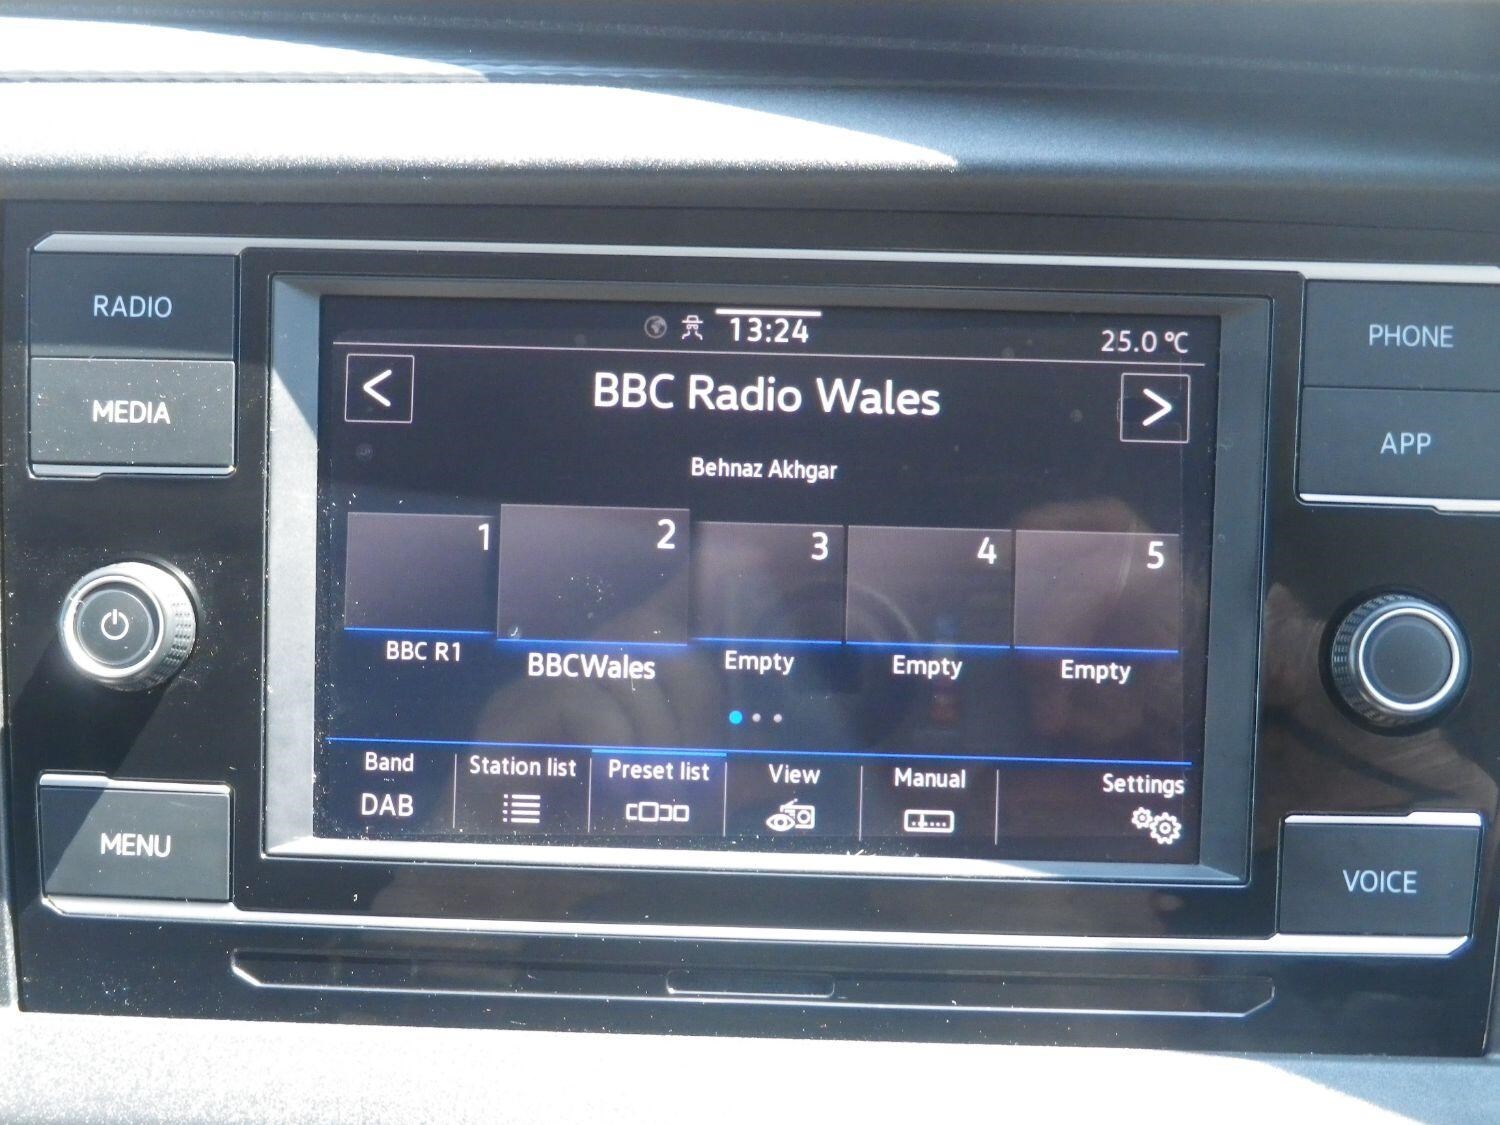 RADIO
MEDIA
MENU
13:24
25.0 °C
<
BBC Radio Wales
>
Behnaz Akhgar
1
2
3
4
5
BBC R1
BBCWales
Empty
Empty
Empty
Band
DAB
Station list
Preset list
View
Manual
Settings
PHONE
APP
VOICE